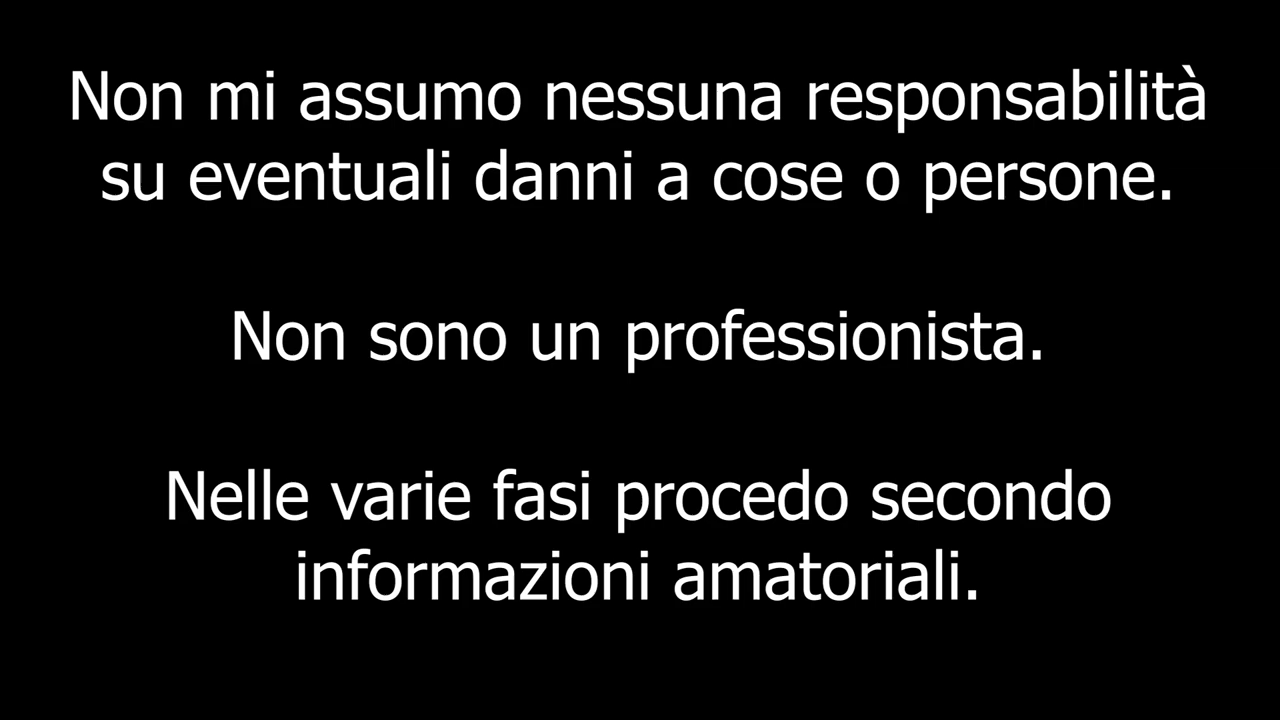 Non mi assumo nessuna responsabilità
su eventuali danni a cose o persone.
Non sono un professionista.
Nelle varie fasi procedo secondo
informazioni amatoriali.